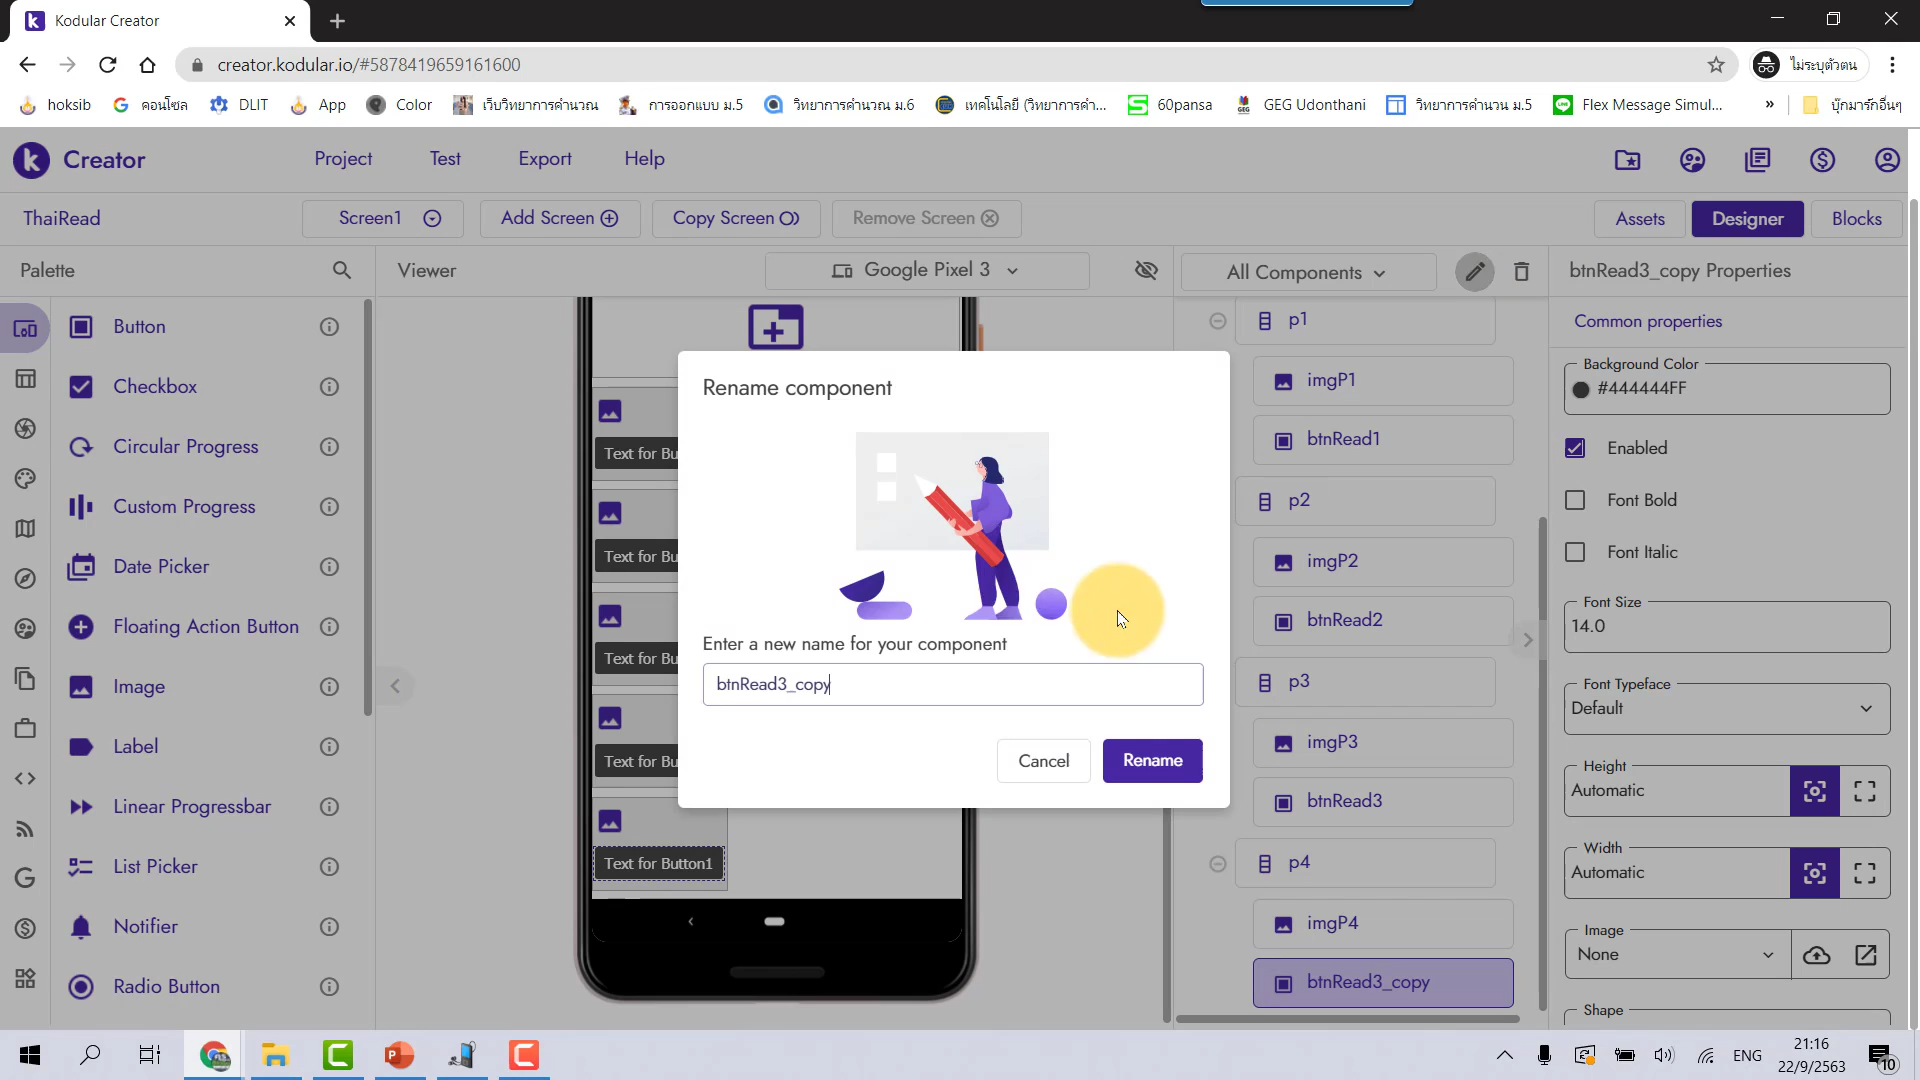 Kodular Creator
creator.kodular.io/#5878419659161600
ไม่ระบุตัวตน
hoksib
คอนโซล
DLIT
App
Color
เว็บวิทยาการคำนวณ
การออกแบบ ม.5
วิทยาการคำนวณ ม.6
เทคโนโลยี (วิทยาการคำ...
60pansa
GEG Udonthani
วิทยาการคำนวน ม.5
Flex Message Simul...
»
บุ๊กมาร์กอื่นๆ
Creator
Project
Test
Export
Help
ThaiRead
Screen1
Add Screen
Copy Screen
Remove Screen
Assets
Designer
Blocks
Palette
Viewer
Google Pixel 3
All Components
btnRead3_copy Properties
Button
Checkbox
Circular Progress
Custom Progress
Date Picker
Floating Action Button
Image
Label
Linear Progressbar
List Picker
Notifier
Radio Button
Text for Bu
Text for Bu
Text for Bu
Text for Bu
Text for Button1
Rename component
Enter a new name for your component
btnRead3_copy
Cancel
Rename
p1
imgP1
btnRead1
p2
imgP2
btnRead2
p3
imgP3
btnRead3
p4
imgP4
btnRead3_copy
Common properties
Background Color
#444444FF
Enabled
Font Bold
Font Italic
Font Size
14.0
Font Typeface
Default
Height
Automatic
Width
Automatic
Image
None
Shape
ENG
21:16
22/9/2563
10